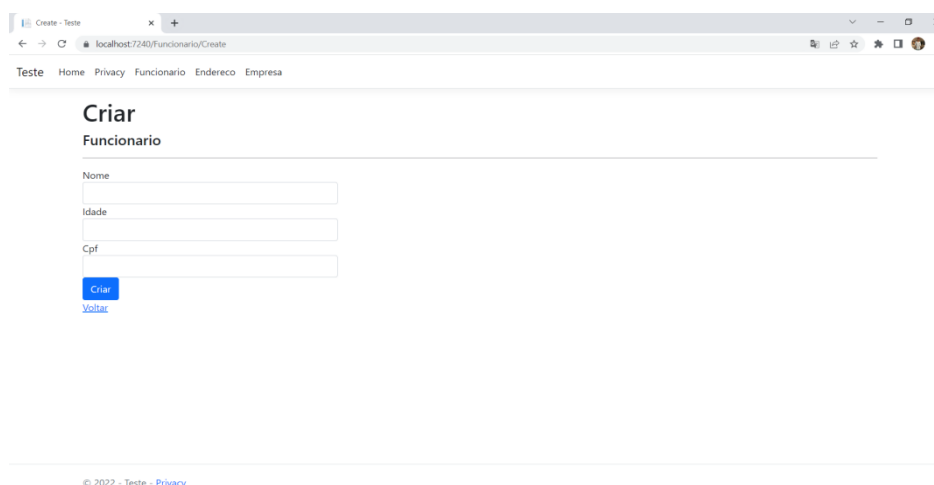 Create - Teste
localhost:7240/Funcionario/Create
Teste Home Privacy Funcionario Endereco Empresa
Criar
Funcionario
Nome
Idade
Cpf
Criar
Voltar
© 2022 - Teste - Privacy